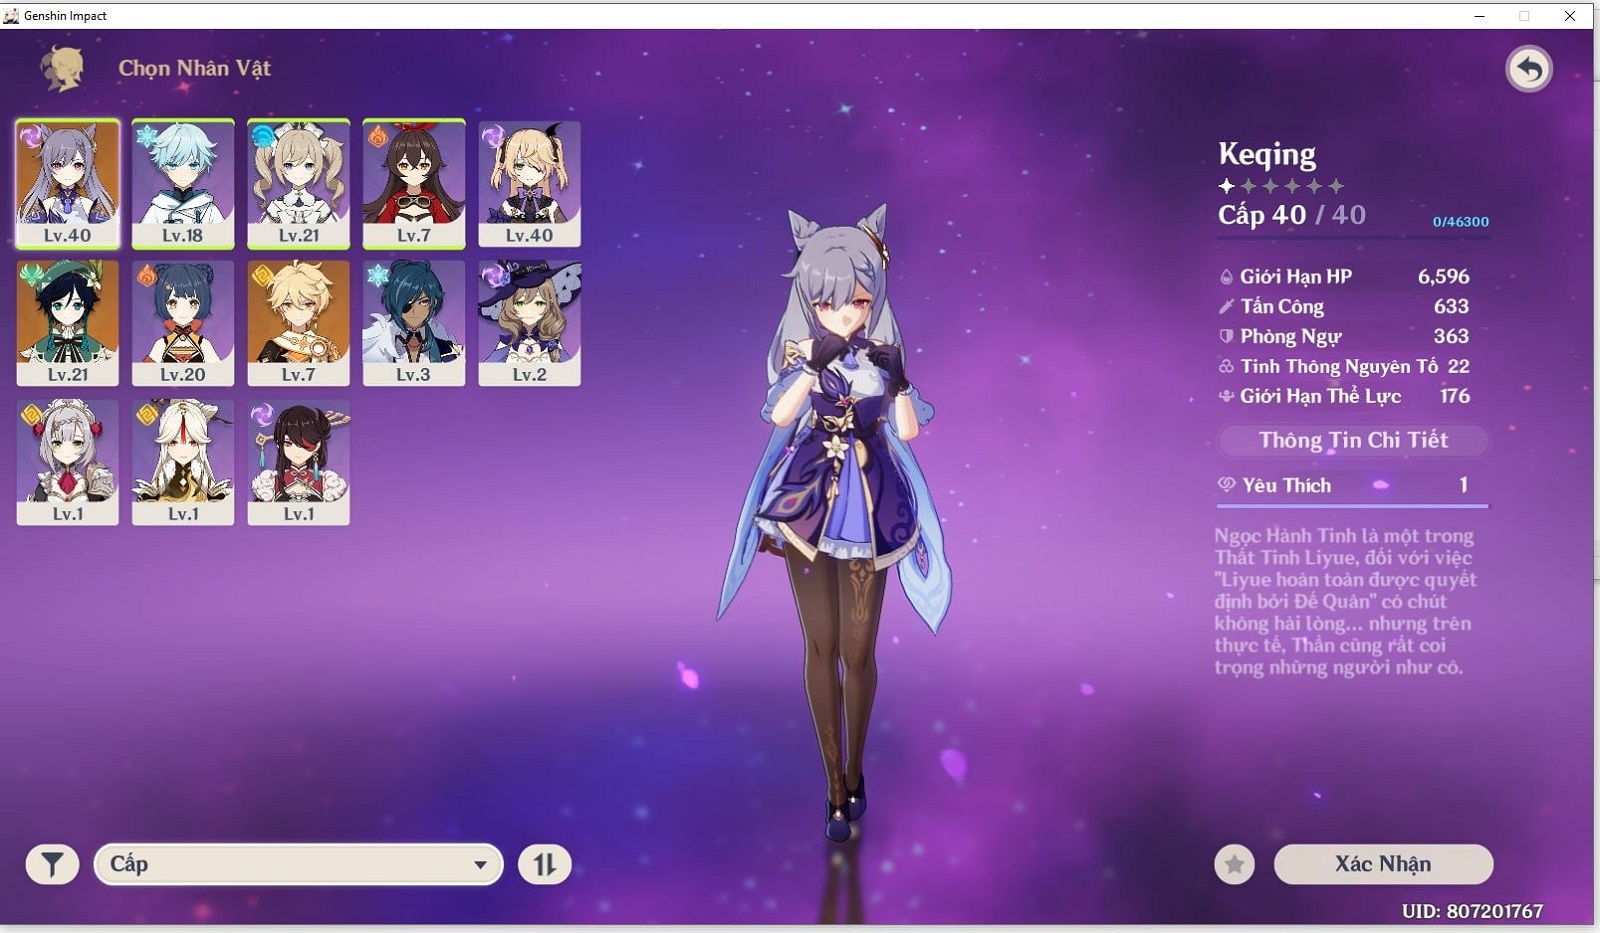 Genshin Impact
Chọn Nhân Vật
Lv.40
Lv.18
Lv.21
Lv.7
Lv.40
Lv.21
Lv.20
Lv.7
Lv.3
Lv.2
Lv.1
Lv.1
Lv.1
Keqing
Cấp 40 / 40
0/46300
Giới Hạn HP 6,596
Tấn Công 633
Phòng Ngự 363
Tinh Thông Nguyên Tố 22
Giới Hạn Thể Lực 176
Thông Tin Chi Tiết
Yêu Thích 1
Ngọc Hành Tinh là một trong
Thất Tinh Liyue, đối với việc
"Liyue hoàn toàn được quyết
định bởi Đế Quân" có chút
không hài lòng... nhưng trên
thực tế, Thần cũng rất coi
trọng những người như cô.
Cấp
Xác Nhận
UID: 807201767